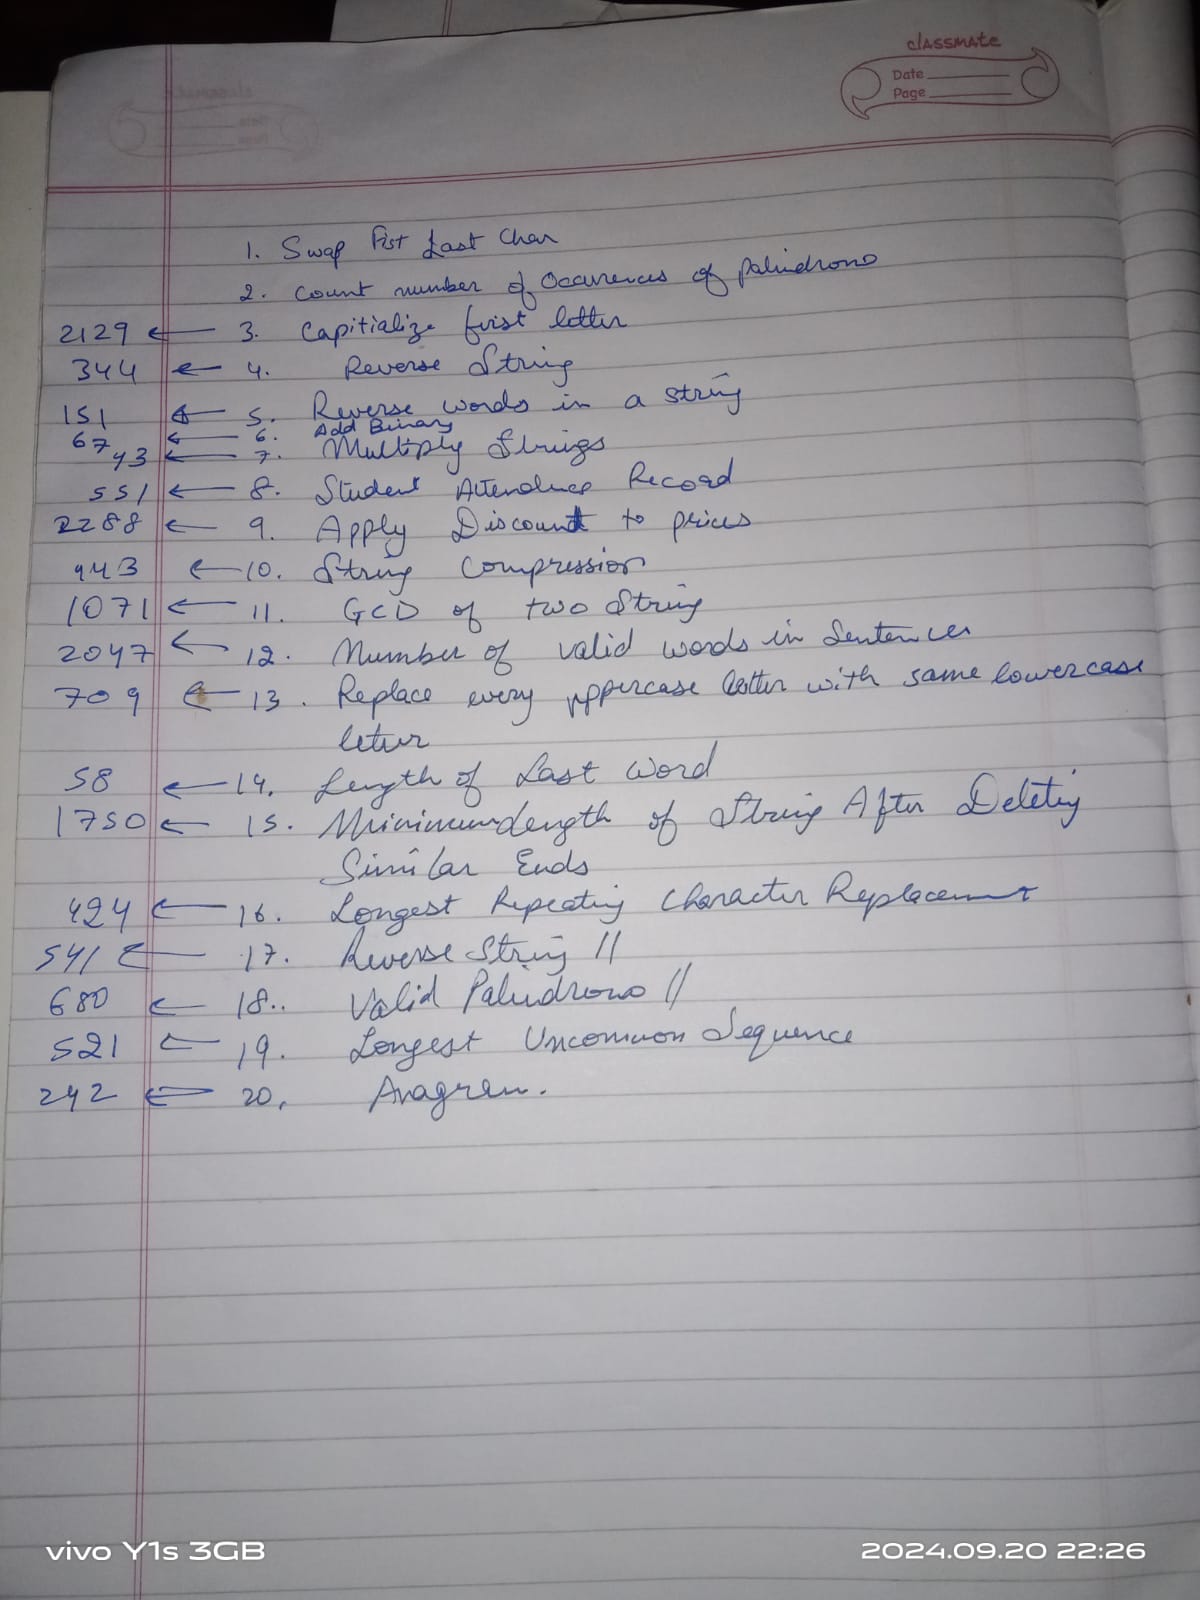 classmate
Date
Page
1. Swap Fist Last Char
2. Count number of Occurences of palindrome
2129 ← 3. Capitialize first letter
344 ← 4. Reverse String
151 ← 5. Reverse words in a string
67 ← 6. Add Binary
43 ← 7. Multiply Strings
551 ← 8. Student Attendence Record
2288 ← 9. Apply Discount to prices
443 ← 10. String Compression
1071 ← 11. GCD of two String
2047 ← 12. Number of valid words in Sentences
709 ← 13. Replace every uppercase letter with same lowercase
letter
58 ← 14. Length of Last Word
1750 ← 15. Minimum Length of String After Deleting
Similar Ends
424 ← 16. Longest Repeating Character Replacement
541 ← 17. Reverse String II
680 ← 18.. Valid Palindrome II
521 ← 19. Longest Uncommon Sequence
242 ← 20. Anagram.
vivo Y1s 3GB
2024.09.20 22:26